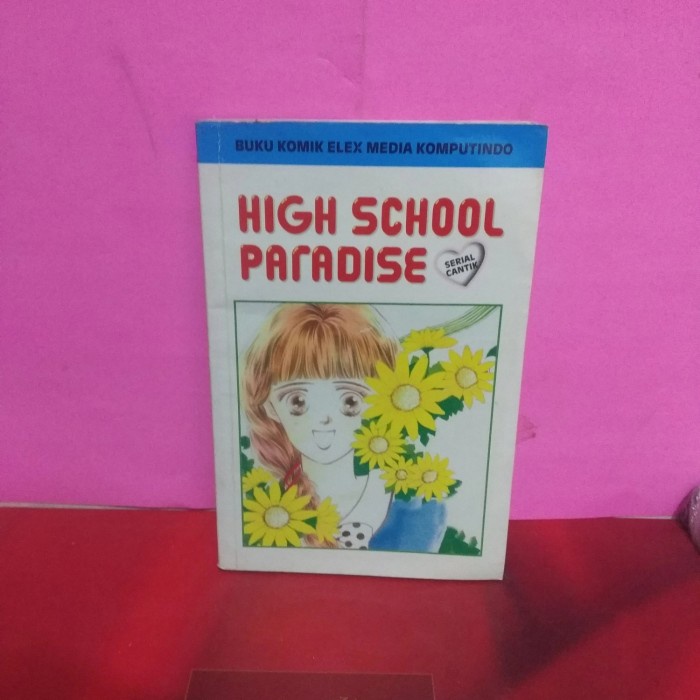 BUKU KOMIK ELEX MEDIA KOMPUTINDO
HIGH SCHOOL
PARADISE
SERIAL
CANTIK